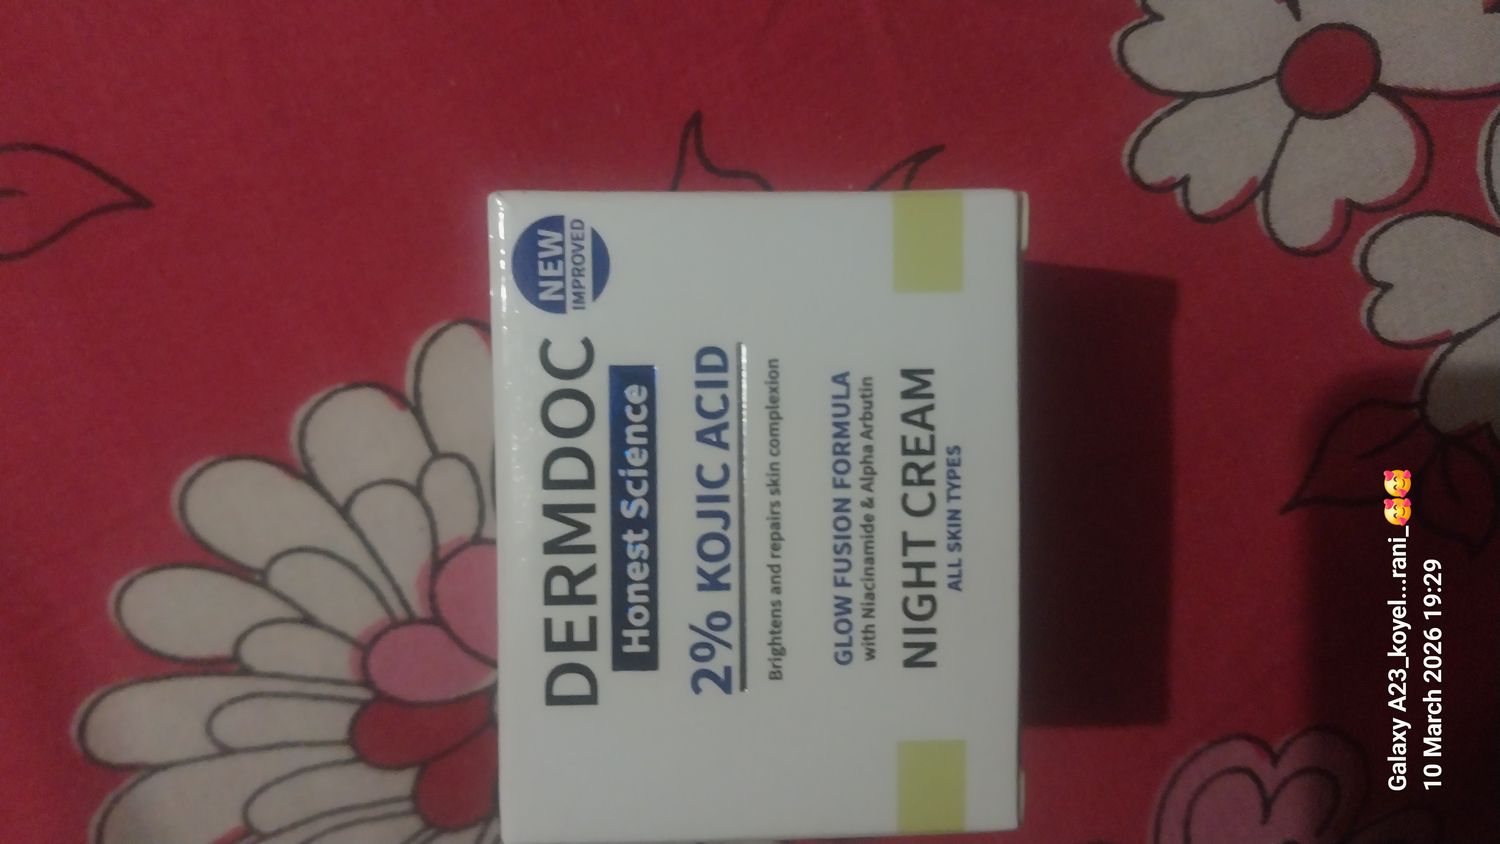 DERMDOC
Honest Science
NEW
IMPROVED
2% KOJIC ACID
Brightens and repairs skin complexion
GLOW FUSION FORMULA
with Niacinamide & Alpha Arbutin
NIGHT CREAM
ALL SKIN TYPES
Galaxy A23_koyel...rani_🥰🥰
10 March 2026 19:29